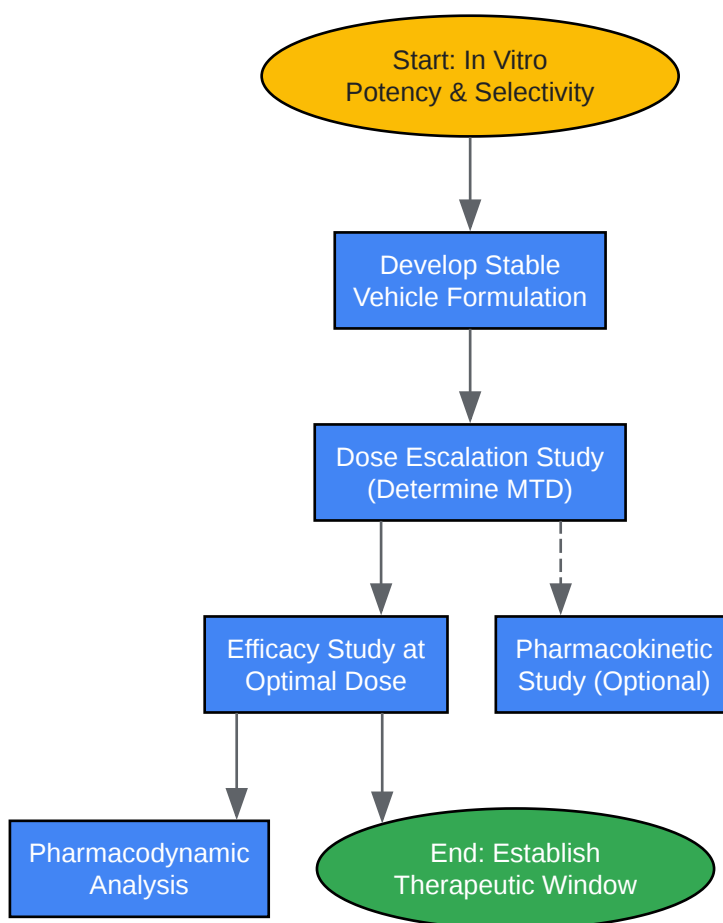 Start: In Vitro
Potency & Selectivity
Develop Stable
Vehicle Formulation
Dose Escalation Study
(Determine MTD)
Efficacy Study at
Optimal Dose
Pharmacokinetic
Study (Optional)
Pharmacodynamic
Analysis
End: Establish
Therapeutic Window